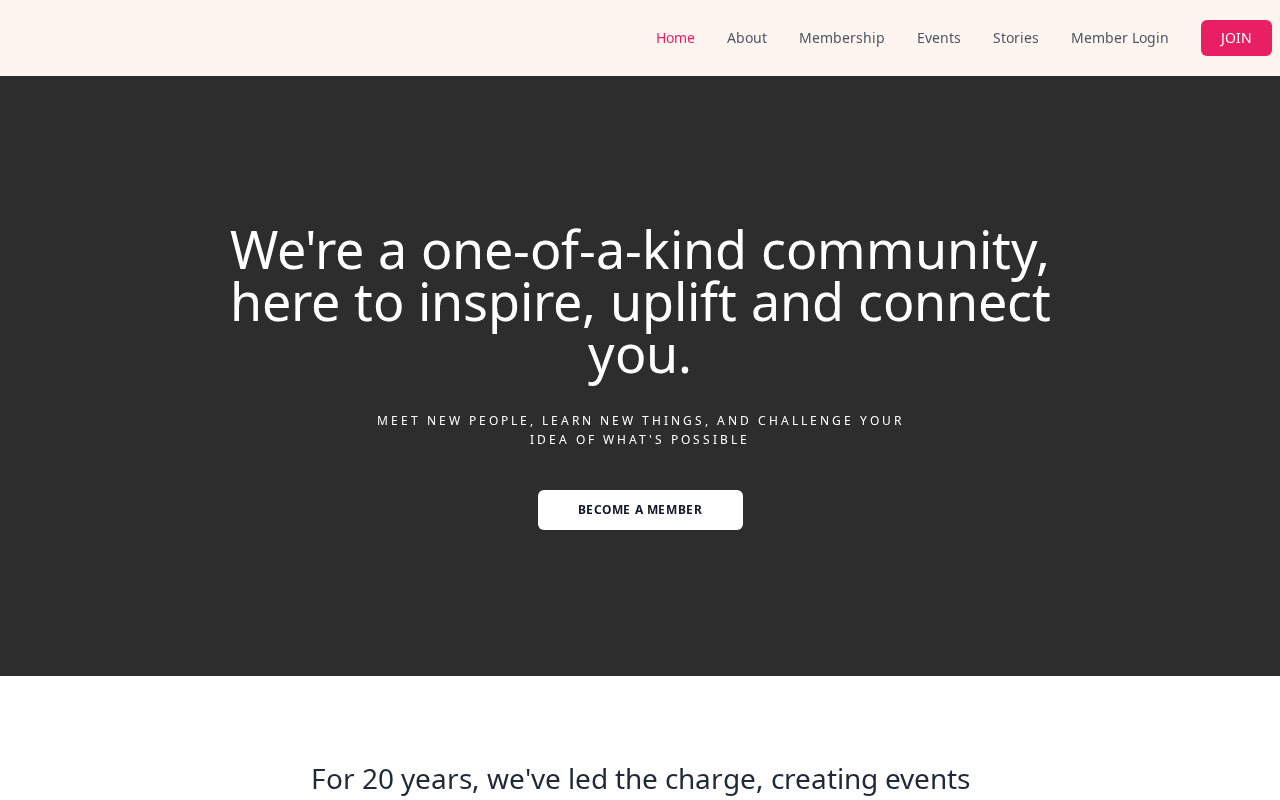 Home About Membership Events Stories Member Login JOIN
We're a one-of-a-kind community,
here to inspire, uplift and connect
you.
MEET NEW PEOPLE, LEARN NEW THINGS, AND CHALLENGE YOUR
IDEA OF WHAT'S POSSIBLE
BECOME A MEMBER
For 20 years, we've led the charge, creating events